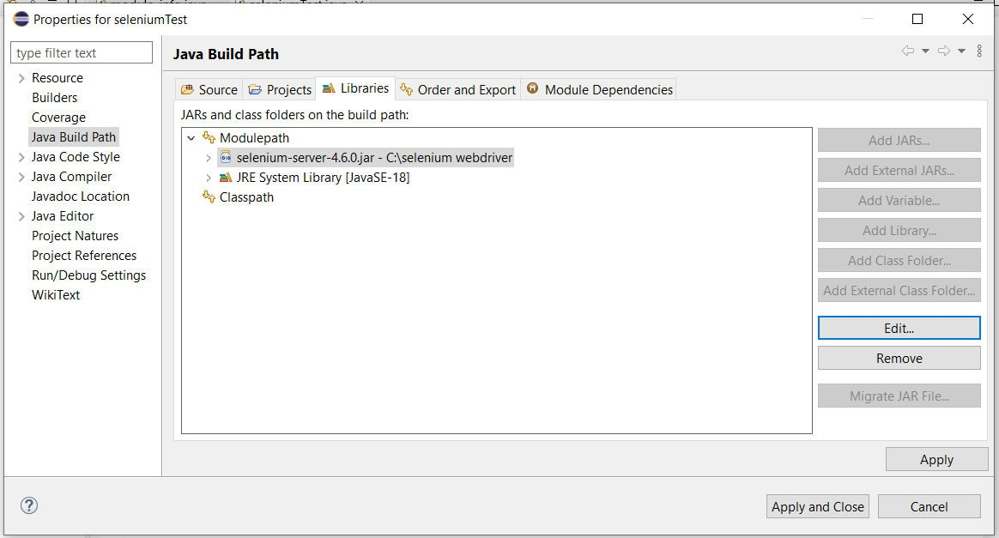 Properties for seleniumTest
type filter text
Resource
Builders
Coverage
Java Build Path
Java Code Style
Java Compiler
Javadoc Location
Java Editor
Project Natures
Project References
Run/Debug Settings
WikiText
Java Build Path
Source Projects Libraries Order and Export Module Dependencies
JARs and class folders on the build path:
Modulepath
selenium-server-4.6.0.jar - C:\selenium webdriver
JRE System Library [JavaSE-18]
Classpath
Add JARs...
Add External JARs...
Add Variable...
Add Library...
Add Class Folder...
Add External Class Folder...
Edit...
Remove
Migrate JAR File...
Apply
Apply and Close Cancel